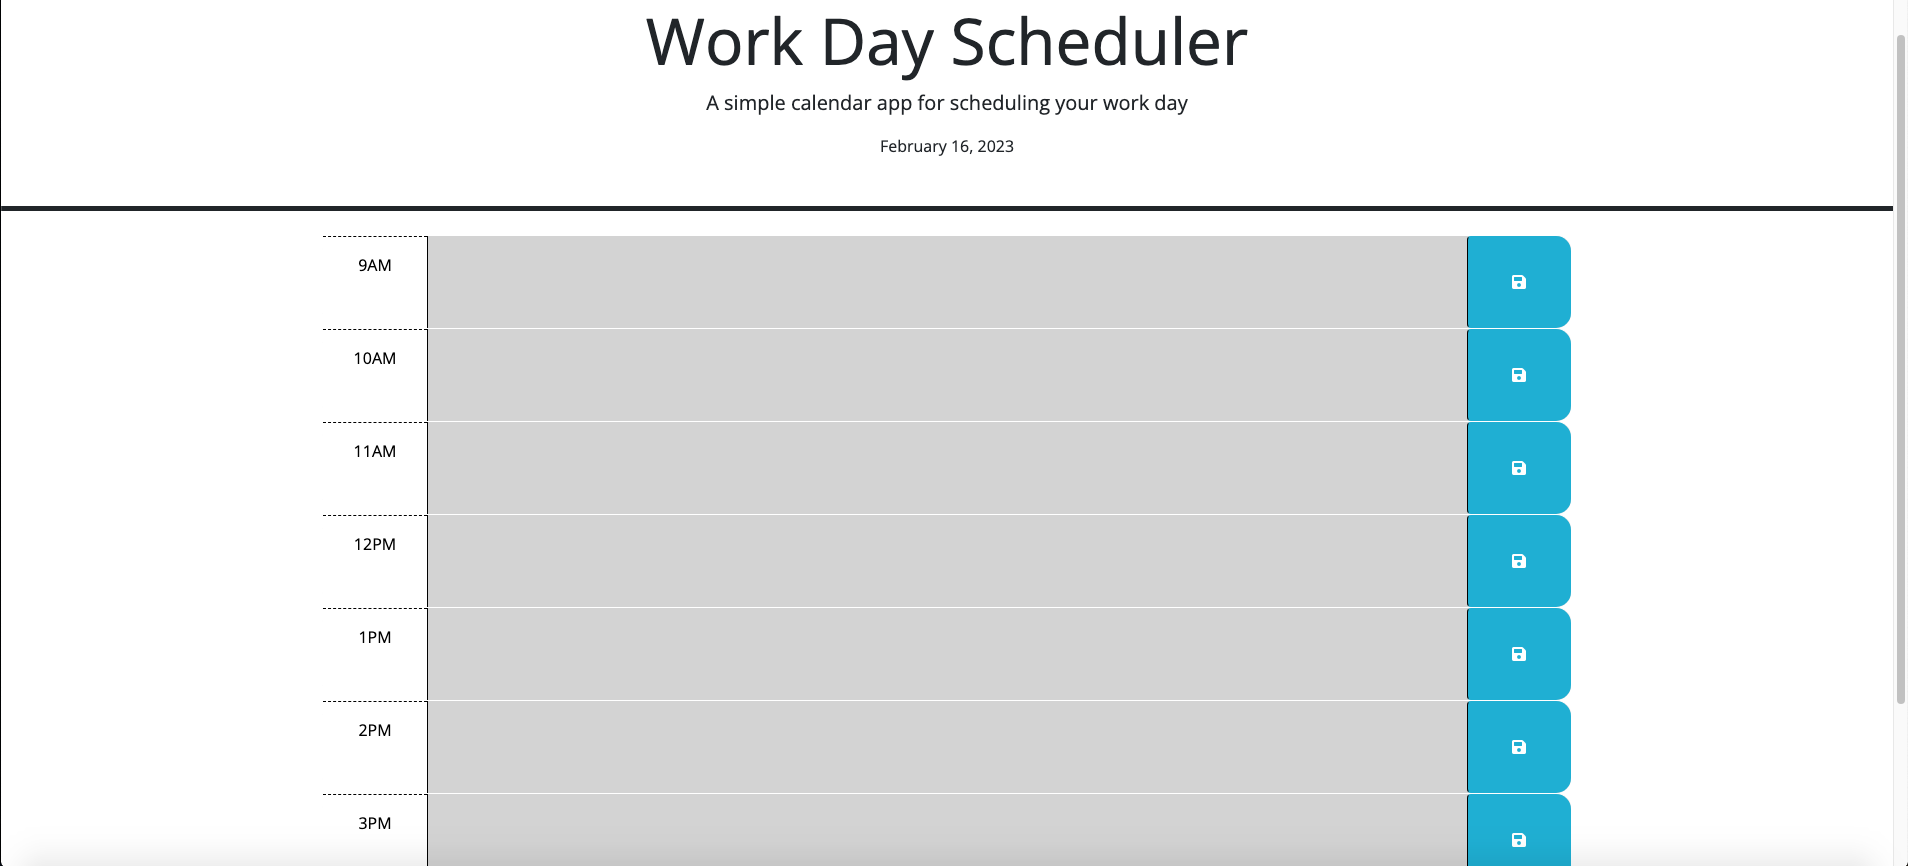 Work Day Scheduler
A simple calendar app for scheduling your work day
February 16, 2023
9AM
10AM
11AM
12PM
1PM
2PM
3PM